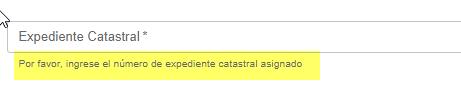 Expediente Catastral *
Por favor, ingrese el número de expediente catastral asignado